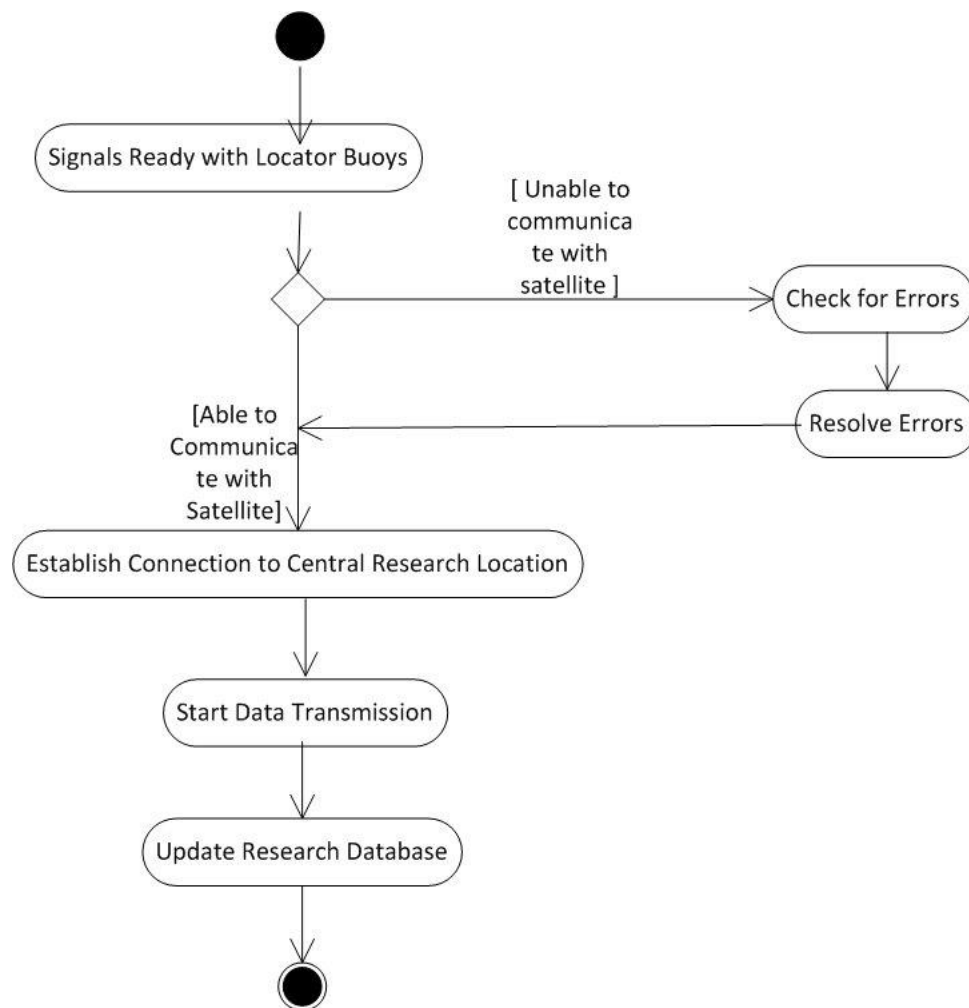 Signals Ready with Locator Buoys
[ Unable to
communica
te with
satellite ]
Check for Errors
Resolve Errors
[Able to
Communica
te with
Satellite]
Establish Connection to Central Research Location
Start Data Transmission
Update Research Database